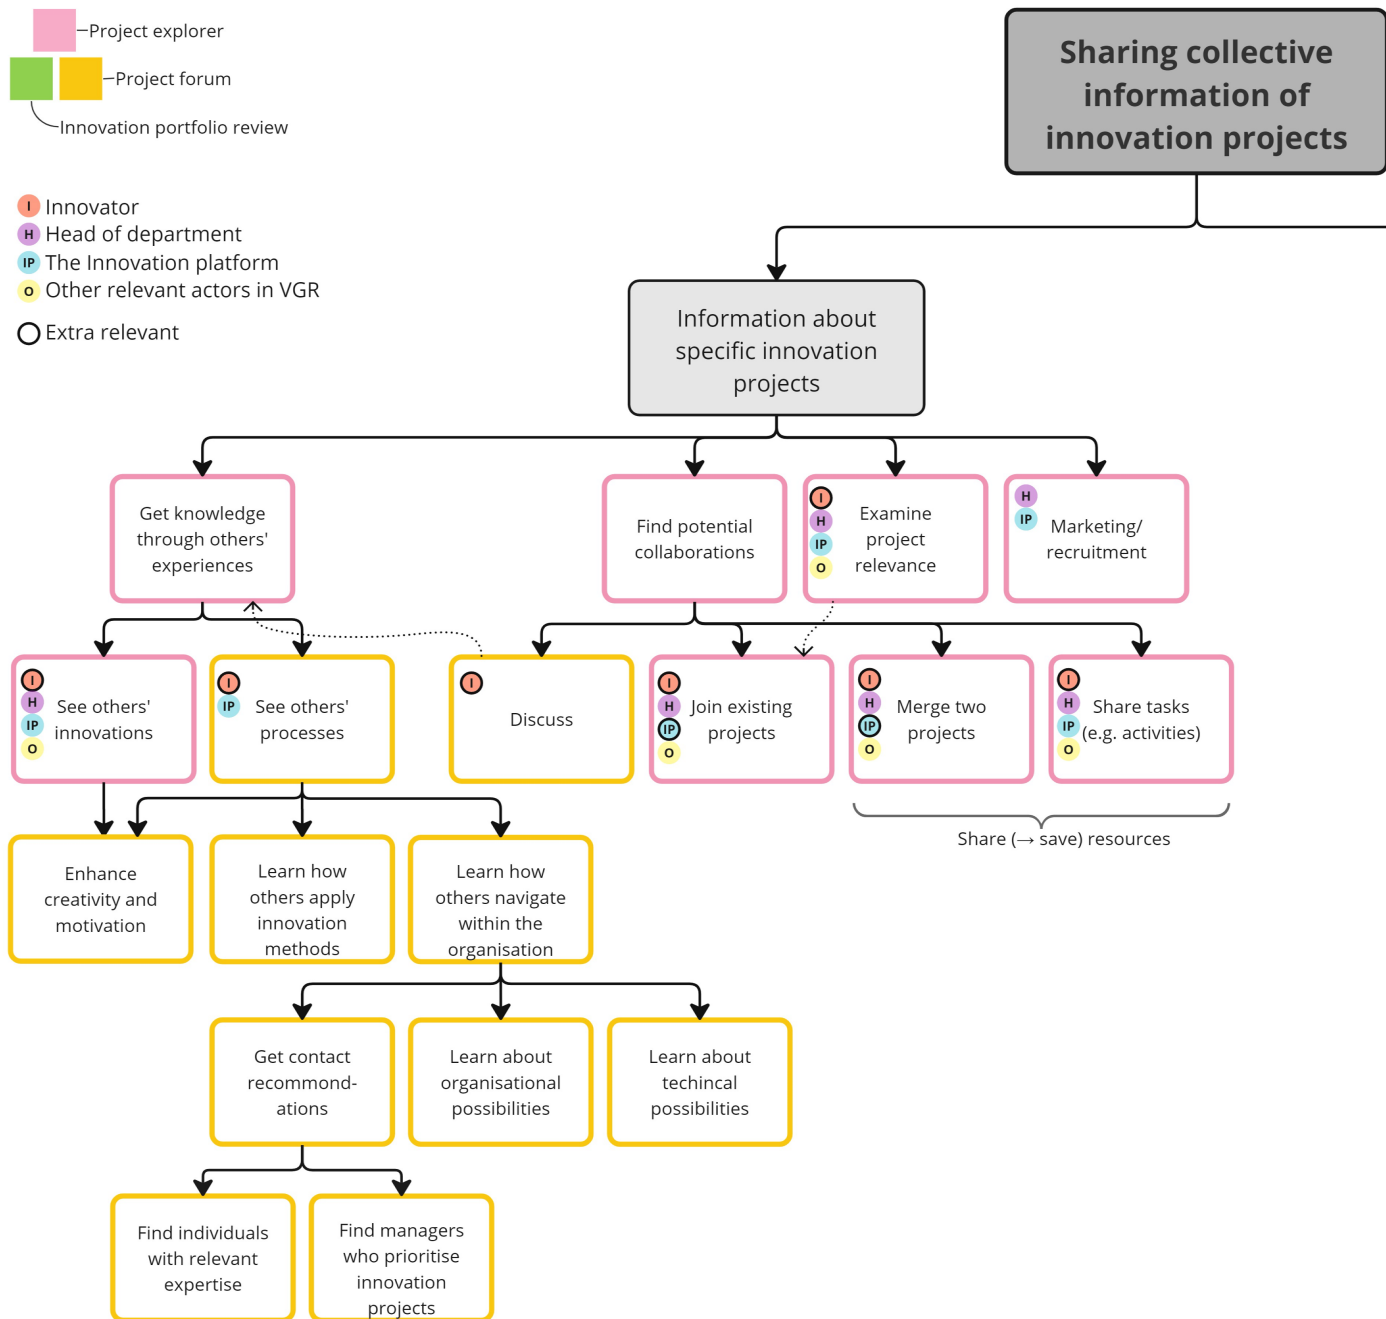 Project explorer
Project forum
Innovation portfolio review
Sharing collective
information of
innovation projects
I Innovator
H Head of department
IP The Innovation platform
O Other relevant actors in VGR
Extra relevant
Information about
specific innovation
projects
Get knowledge
through others'
experiences
Find potential
collaborations
I
H
IP
O
Examine
project
relevance
H
IP
Marketing/
recruitment
I
H
IP
O
See others'
innovations
I
IP
See others'
processes
I
Discuss
I
H
IP
O
Join existing
projects
I
H
IP
O
Merge two
projects
I
H
IP
O
Share tasks
(e.g. activities)
Share (→ save) resources
Enhance
creativity and
motivation
Learn how
others apply
innovation
methods
Learn how
others navigate
within the
organisation
Get contact
recommond-
ations
Learn about
organisational
possibilities
Learn about
techincal
possibilities
Find individuals
with relevant
expertise
Find managers
who prioritise
innovation
projects